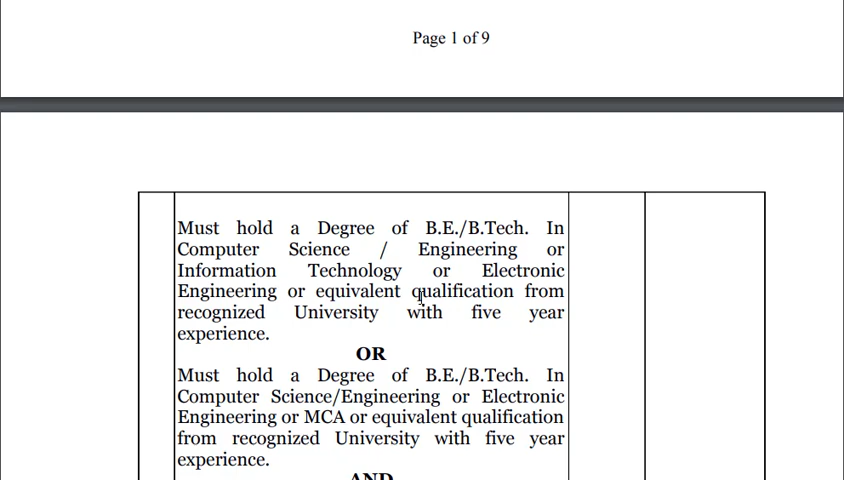 Page 1 of 9
Must hold a Degree of B.E./B.Tech. In
Computer Science / Engineering or
Information Technology or Electronic
Engineering or equivalent qualification from
recognized University with five year
experience.
OR
Must hold a Degree of B.E./B.Tech. In
Computer Science/Engineering or Electronic
Engineering or MCA or equivalent qualification
from recognized University with five year
experience.
AND